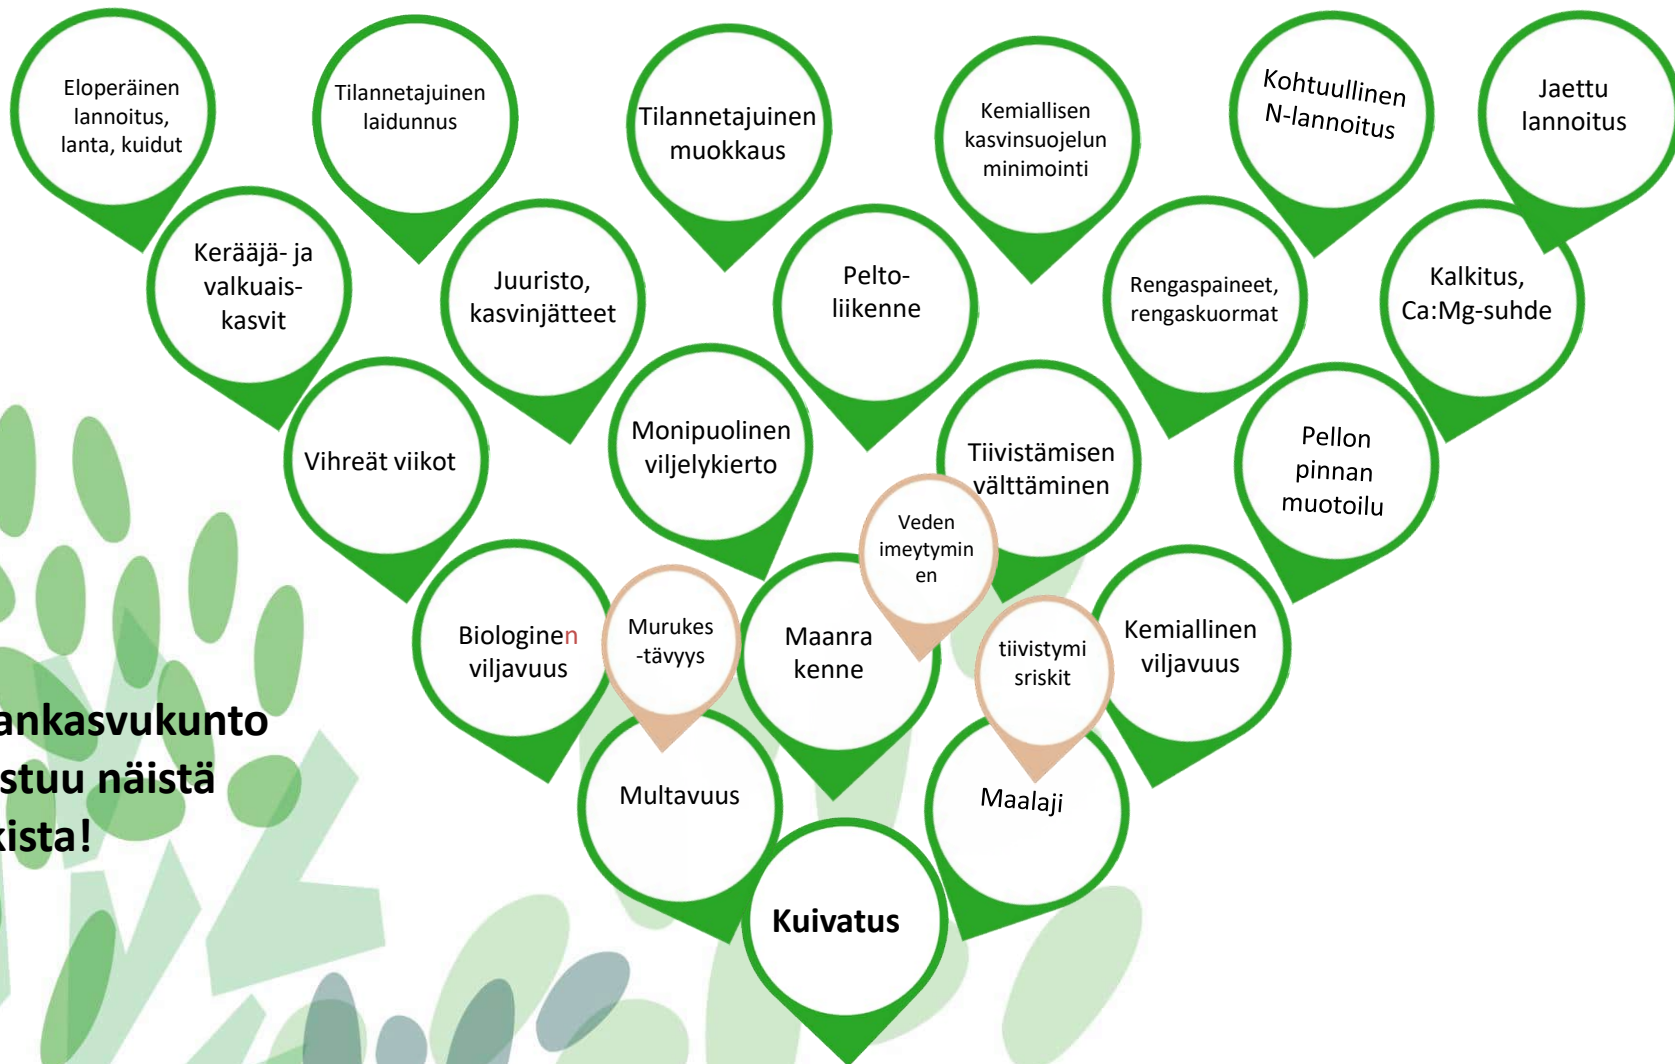 Eloperäinen
lannoitus,
lanta, kuidut
Tilannetajuinen
laidunnus
Tilannetajuinen
muokkaus
Kemiallisen
kasvinsuojelun
minimointi
Kohtuullinen
N-lannoitus
Jaettu
lannoitus
Kerääjä- ja
valkuais-
kasvit
Juuristo,
kasvinjätteet
Pelto-
liikenne
Rengaspaineet,
rengaskuormat
Kalkitus,
Ca:Mg-suhde
Vihreät viikot
Monipuolinen
viljelykierto
Tiivistämisen
välttäminen
Pellon
pinnan
muotoilu
Veden
imeytymin
en
Biologinen
viljavuus
Murukes
-tävyys
Maanra
kenne
tiivistymi
sriskit
Kemiallinen
viljavuus
ankasvukunto
stuu näistä
kista!
Multavuus
Maalaji
Kuivatus